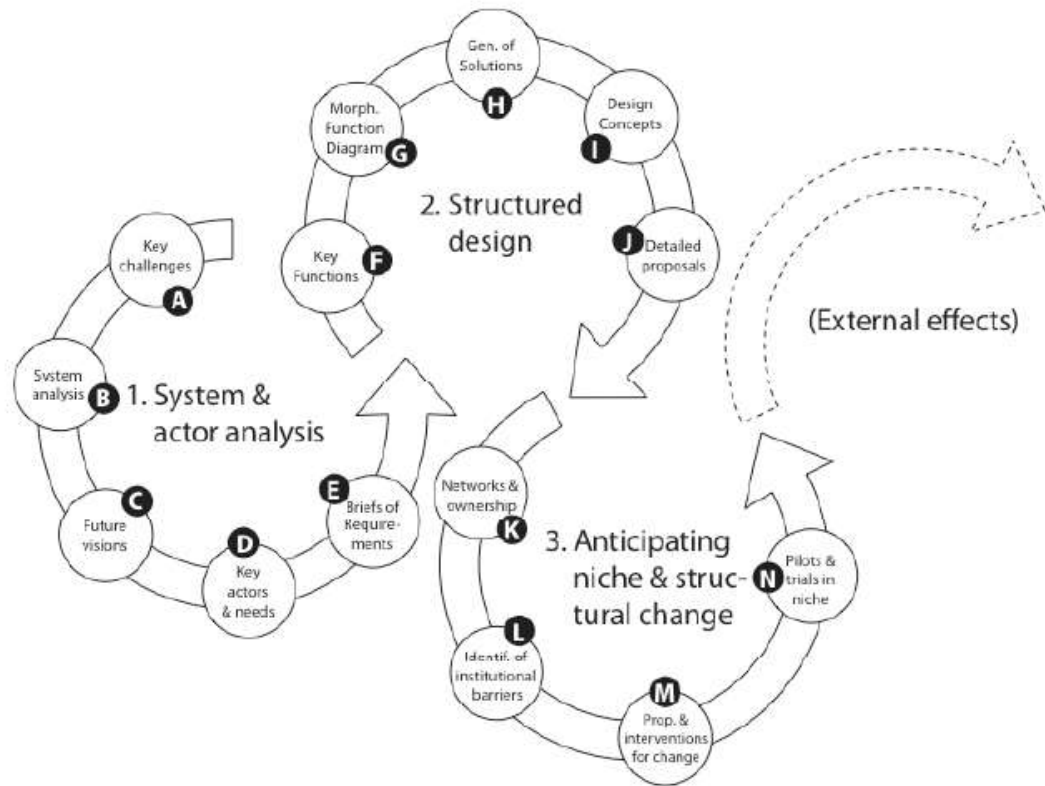 Key
challenges
A
System
analysis
B
1. System &
actor analysis
Future
visions
C
D
Key
actors
& needs
E
Briefs of
Require-
ments
Key
Functions
F
Morph.
Function
Diagram
G
Gen. of
Solutions
H
Design
Concepts
I
2. Structured
design
J
Detailed
proposals
Networks &
ownership
K
3. Anticipating
niche & struc-
tural change
L
Identif. of
institutional
barriers
M
Prop. &
interventions
for change
N
Pilots &
trials in
niche
(External effects)